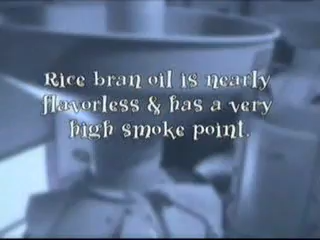 Rice bran oil is nearly
flavorless & has a very
high smoke point.